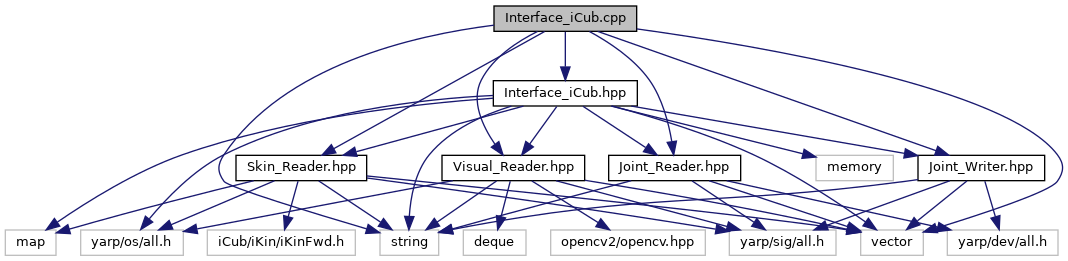 Interface_iCub.cpp
Interface_iCub.hpp
Skin_Reader.hpp
Visual_Reader.hpp
Joint_Reader.hpp
memory
Joint_Writer.hpp
map
yarp/os/all.h
iCub/iKin/iKinFwd.h
string
deque
opencv2/opencv.hpp
yarp/sig/all.h
vector
yarp/dev/all.h